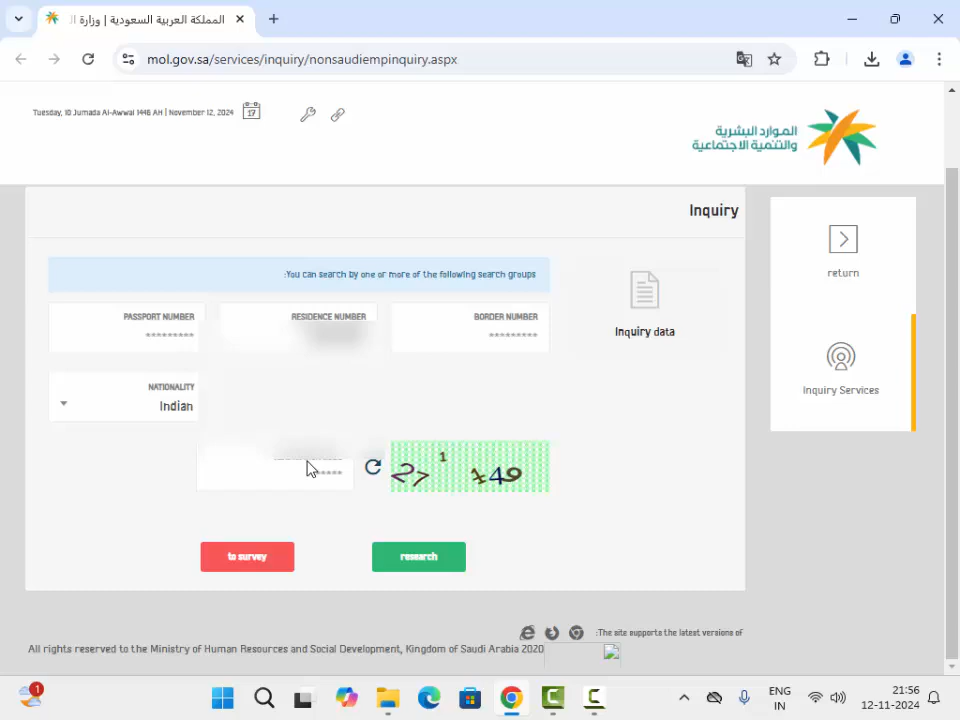 المملكة العربية السعودية | وزارة ال
mol.gov.sa/services/inquiry/nonsaudiempinquiry.aspx
Tuesday, 10 Jumada Al-Awwal 1446 AH | November 12, 2024
17
الموارد البشرية
والتنمية الاجتماعية
Inquiry
:You can search by one or more of the following search groups
PASSPORT NUMBER
RESIDENCE NUMBER
BORDER NUMBER
*********
*********
NATIONALITY
Indian
Inquiry data
return
Inquiry Services
to survey
research
:The site supports the latest versions of
All rights reserved to the Ministry of Human Resources and Social Development, Kingdom of Saudi Arabia 2020
1
ENG
IN
21:56
12-11-2024